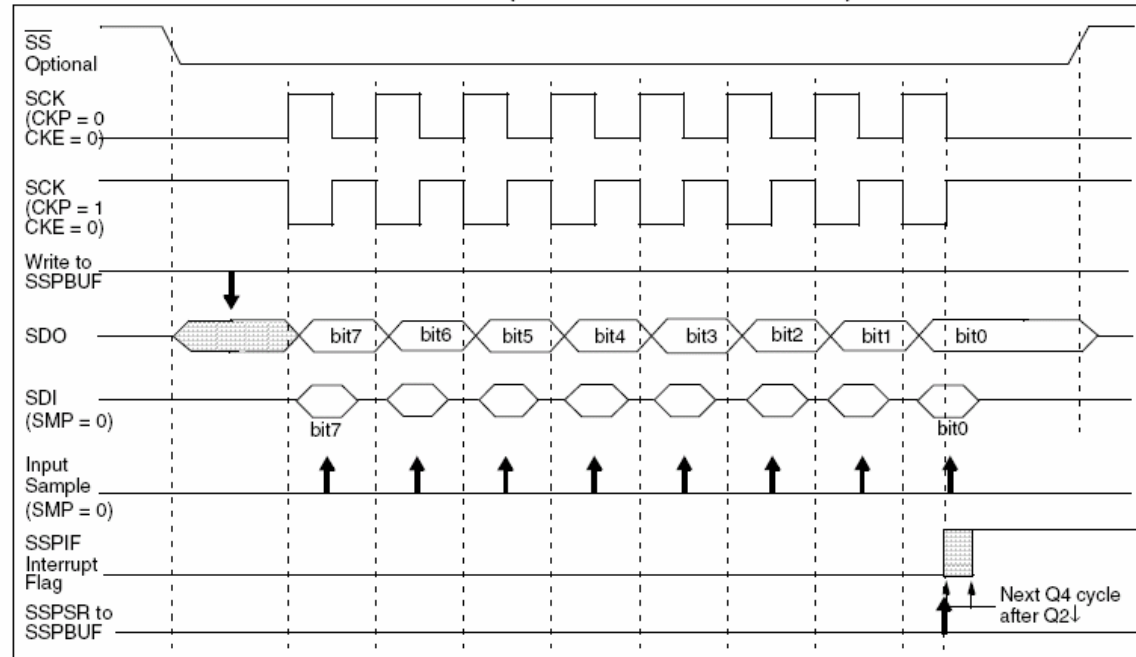 SS
Optional
SCK
(CKP = 0
CKE = 0)
SCK
(CKP = 1
CKE = 0)
Write to
SSPBUF
SDO
bit7 bit6 bit5 bit4 bit3 bit2 bit1 bit0
SDI
(SMP = 0)
bit7 bit0
Input
Sample
(SMP = 0)
SSPIF
Interrupt
Flag
Next Q4 cycle
after Q2↓
SSPSR to
SSPBUF